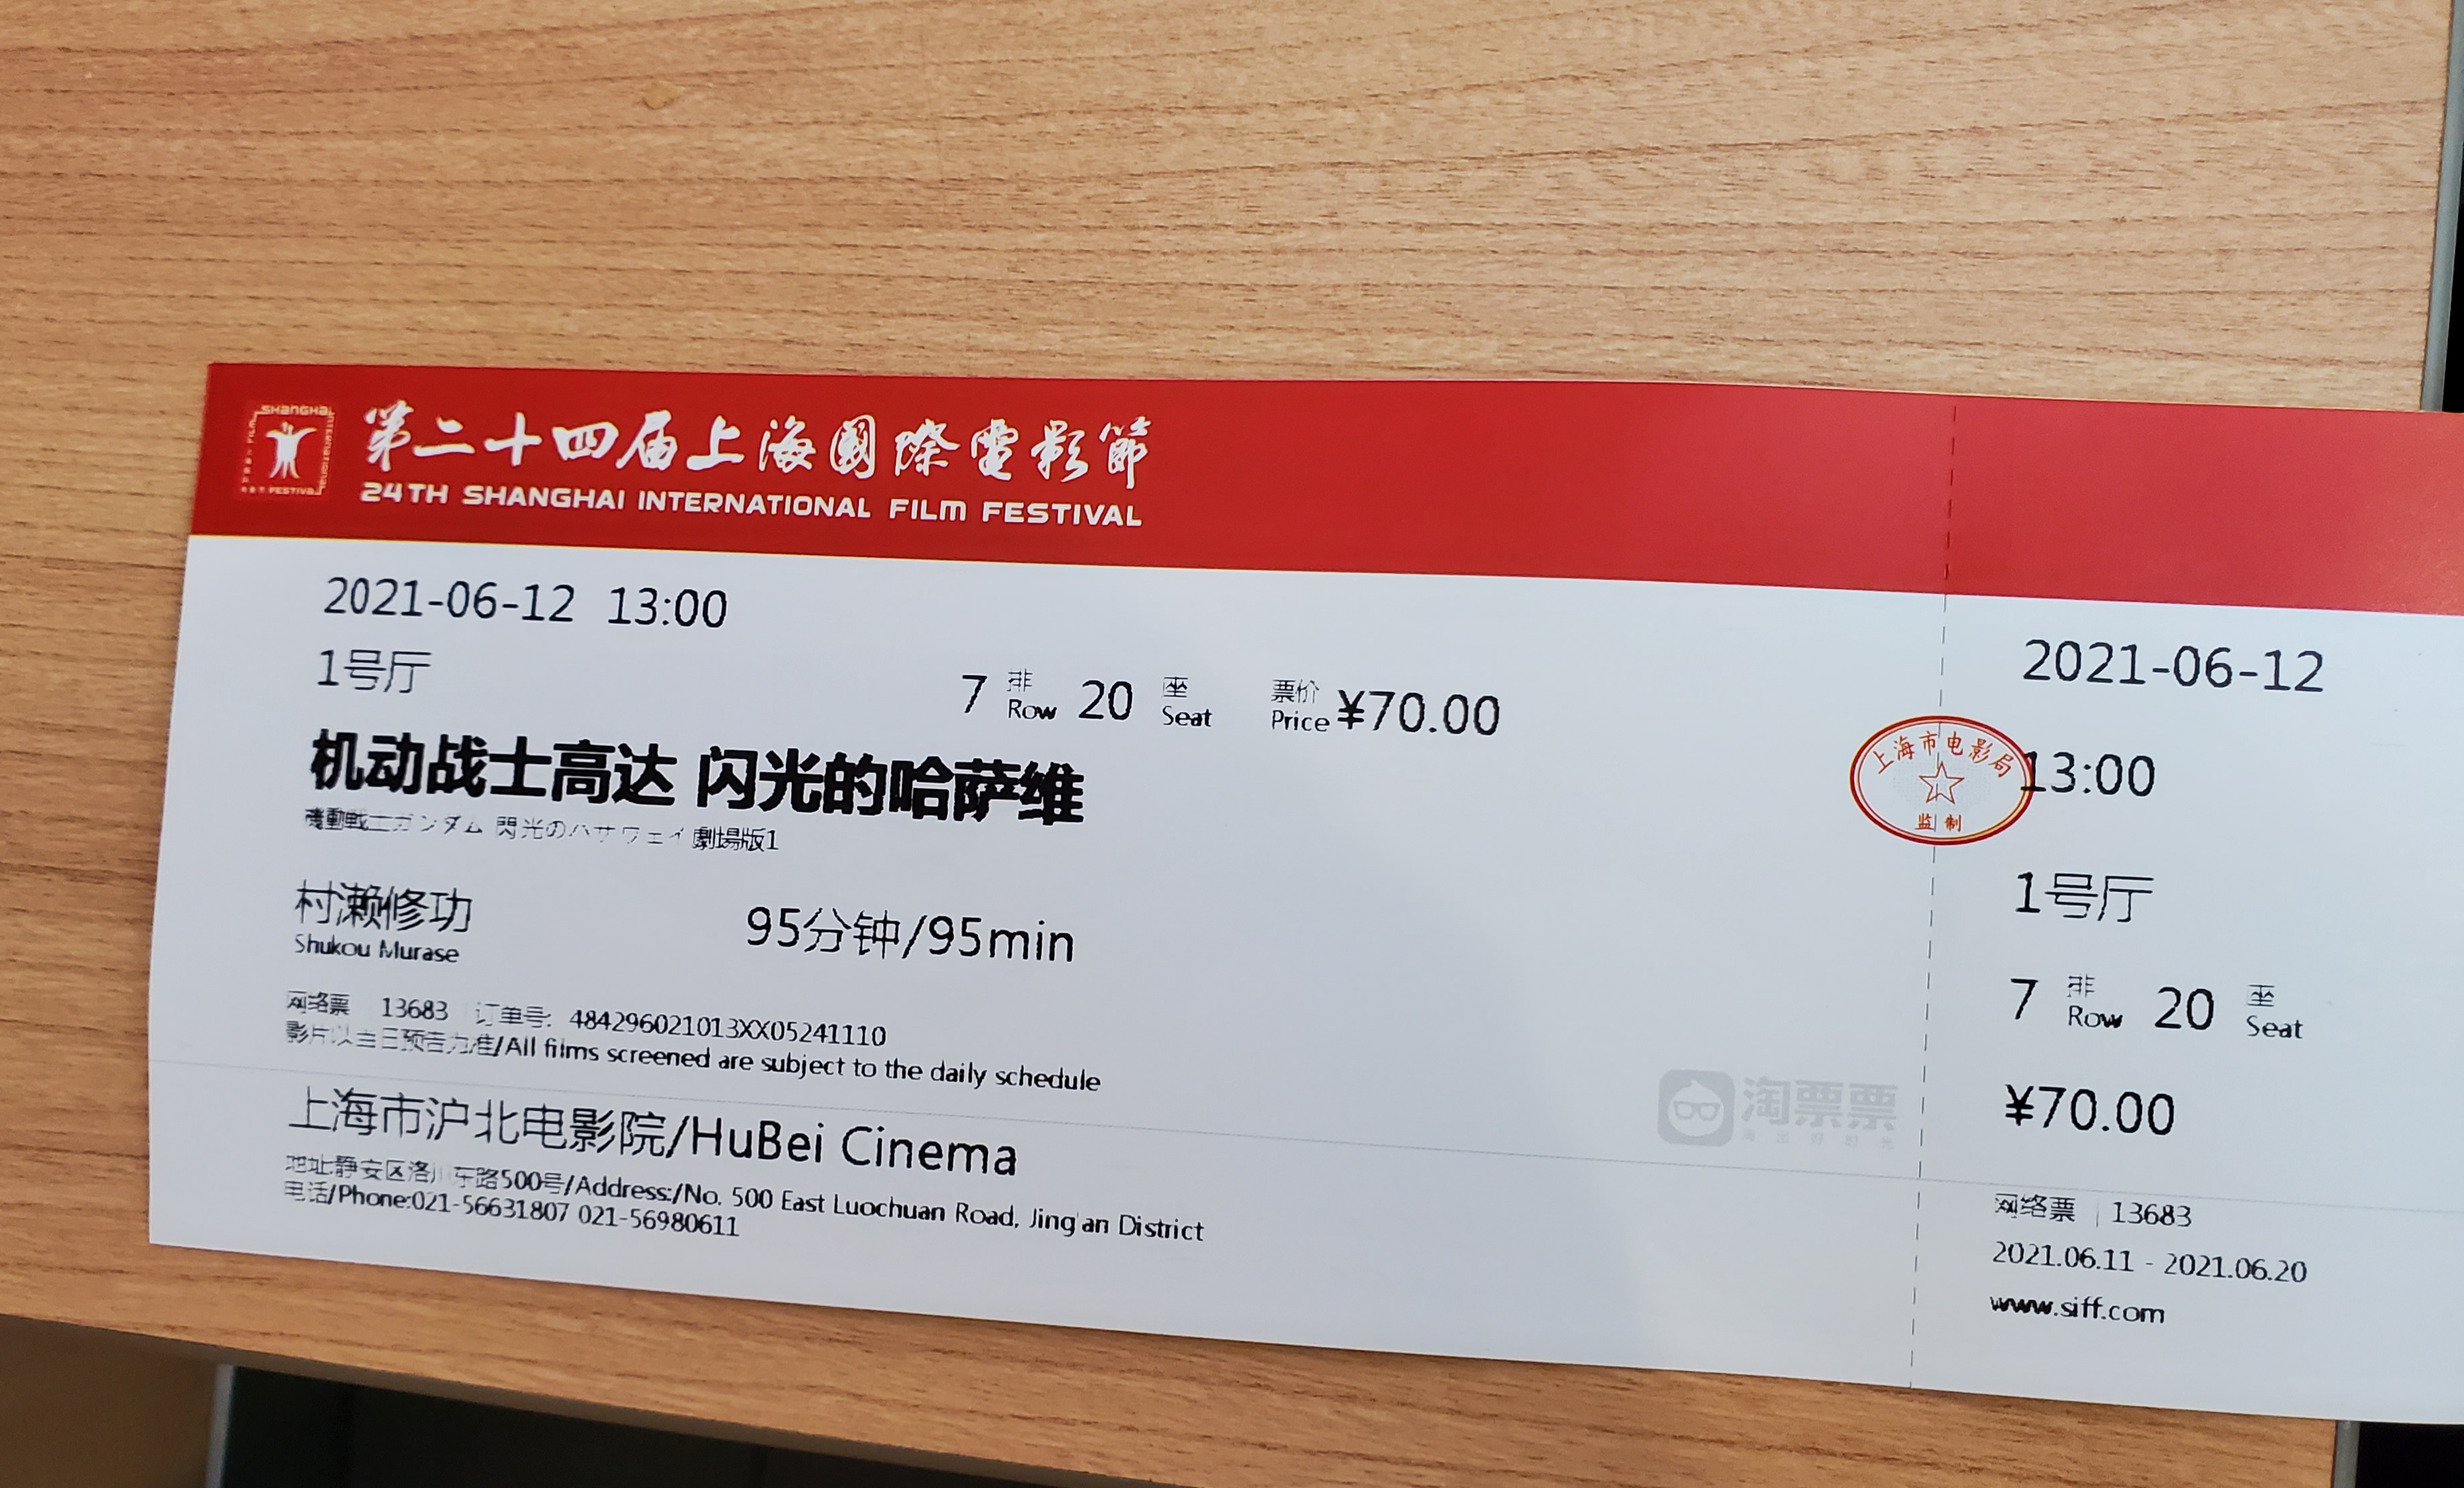 第二十四届上海國際電影節
24TH SHANGHAI INTERNATIONAL FILM FESTIVAL
SHANGHAI
INTERNATIONAL
FILM
FESTIVAL
2021-06-12 13:00
1号厅
7 排 Row 20 座 Seat 票价 Price ¥70.00
机动战士高达 闪光的哈萨维
機動戦士ガンダム 閃光のハサウェイ劇場版1
村濑修功
Shukou Murase
95分钟/95min
网络票 13683 订单号: 484296021013XX05241110
影片以当日预告为准/All films screened are subject to the daily schedule
上海市沪北电影院/HuBei Cinema
地址:静安区洛川东路500号/Address:/No. 500 East Luochuan Road, Jing'an District
电话/Phone:021-56631807 021-56980611
淘票票
上海市电影局
监制
2021-06-12
13:00
1号厅
7 排 Row 20 座 Seat
¥70.00
网络票 13683
2021.06.11 - 2021.06.20
www.siff.com